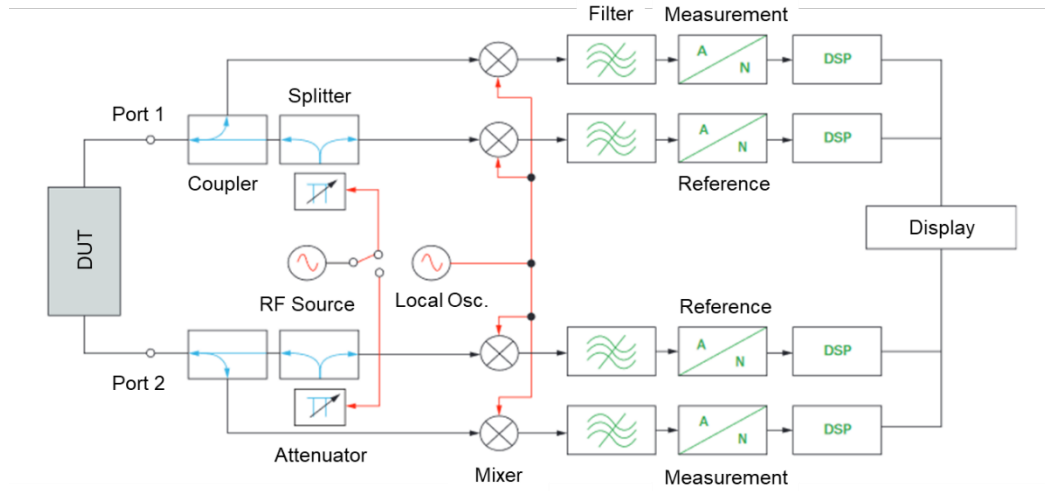 Filter
Measurement
A
N
DSP
Splitter
Port 1
A
N
DSP
Coupler
Reference
DUT
Display
RF Source
Local Osc.
Reference
A
N
DSP
Port 2
A
N
DSP
Attenuator
Mixer
Measurement